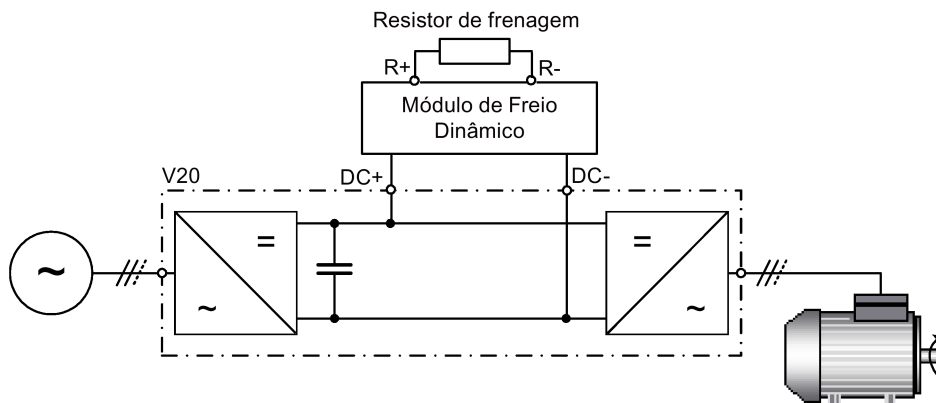 Resistor de frenagem
R+ R-
Módulo de Freio
Dinâmico
V20 DC+ DC-
= =
~ ~ ~